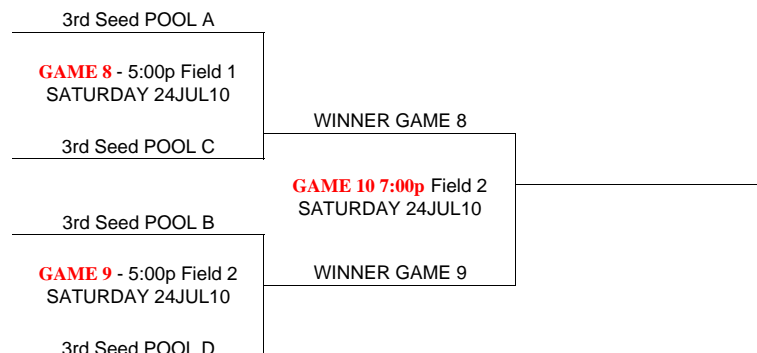 3rd Seed POOL A
GAME 8 - 5:00p Field 1
SATURDAY 24JUL10
WINNER GAME 8
3rd Seed POOL C
GAME 10 7:00p Field 2
SATURDAY 24JUL10
3rd Seed POOL B
GAME 9 - 5:00p Field 2
SATURDAY 24JUL10
WINNER GAME 9
3rd Seed POOL D